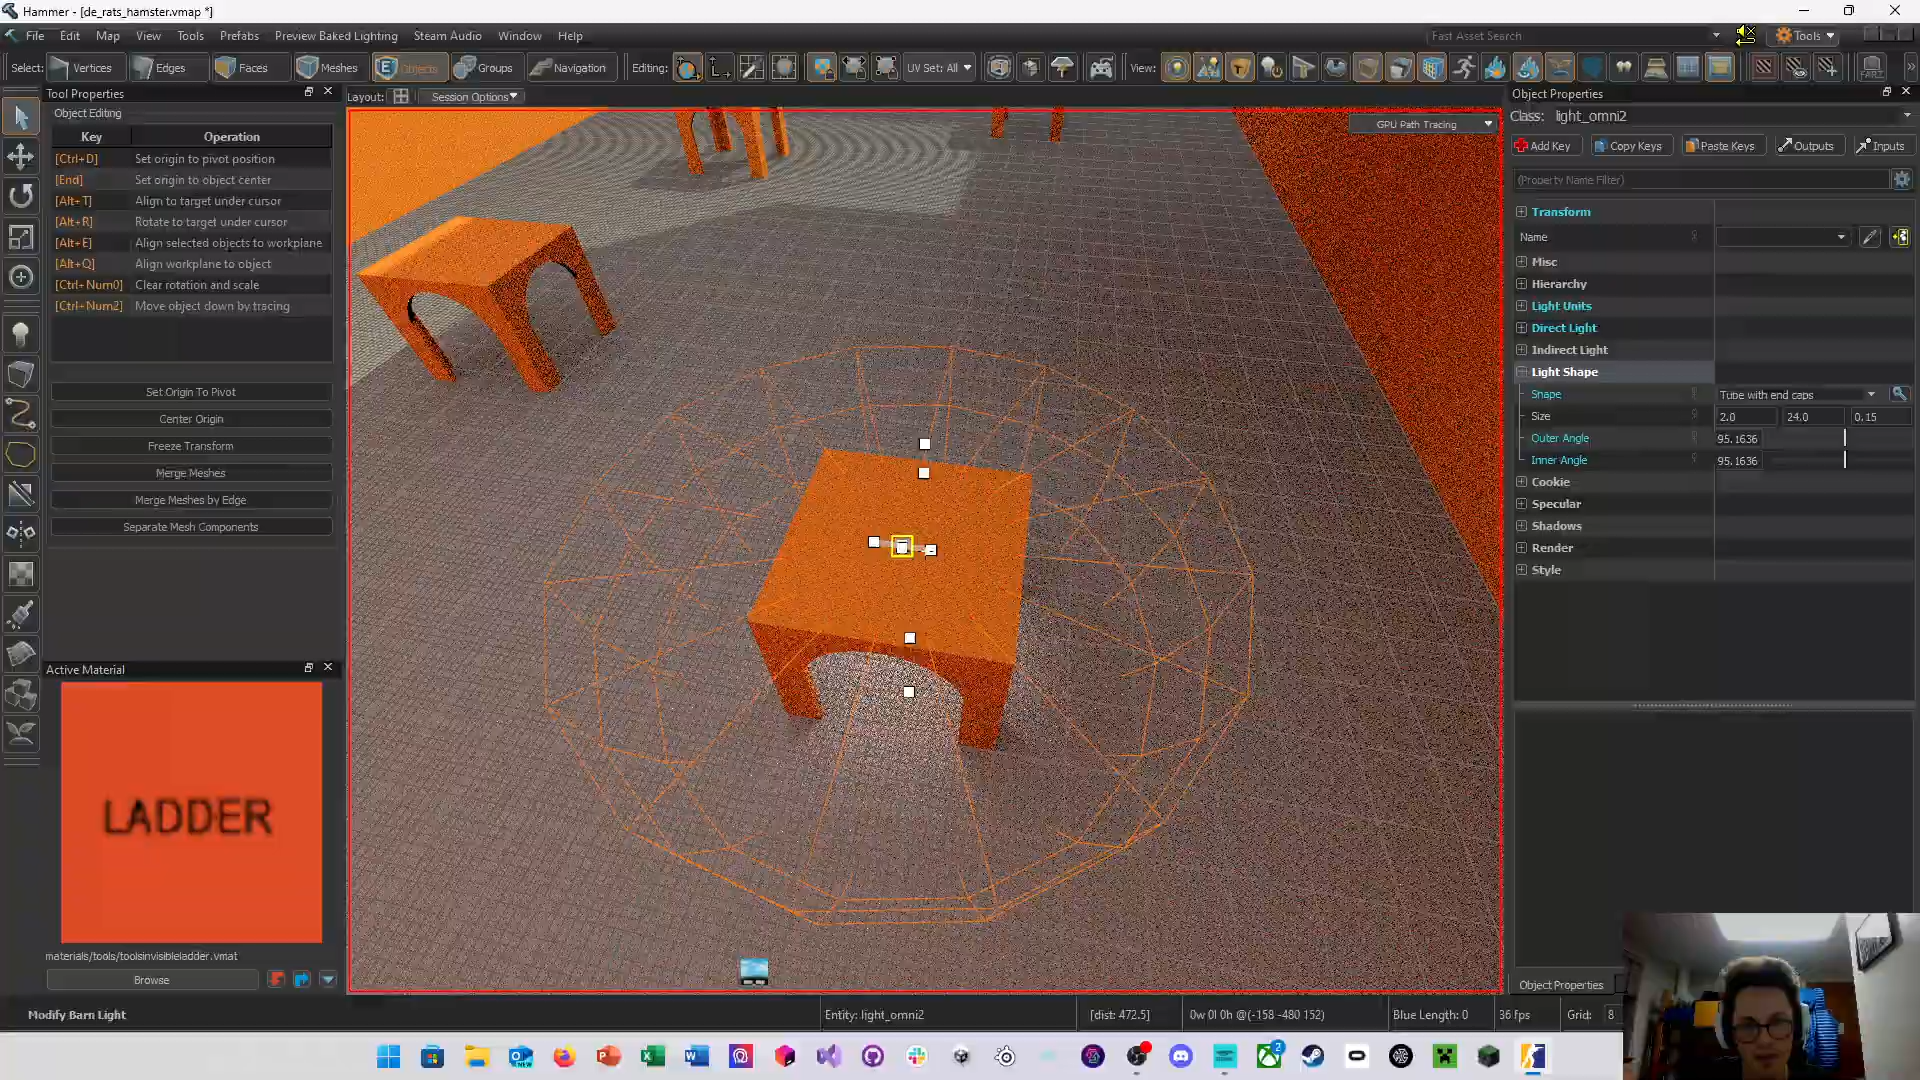 Hammer - [de_rats_hamster.vmap *]
File Edit Map View Tools Prefabs Preview Baked Lighting Steam Audio Window Help
Fast Asset Search
Tools
Select: Vertices Edges Faces Meshes Objects Groups Navigation Editing: UV Set: All View:
Tool Properties
Object Editing
Key Operation
[Ctrl+D] Set origin to pivot position
[End] Set origin to object center
[Alt+T] Align to target under cursor
[Alt+R] Rotate to target under cursor
[Alt+E] Align selected objects to workplane
[Alt+Q] Align workplane to object
[Ctrl+Num0] Clear rotation and scale
[Ctrl+Num2] Move object down by tracing
Set Origin To Pivot
Center Origin
Freeze Transform
Merge Meshes
Merge Meshes by Edge
Separate Mesh Components
Active Material
LADDER
materials/tools/toolsinvisibleladder.vmat
Browse
Layout: Session Options
GPU Path Tracing
Object Properties
Class: light_omni2
Add Key Copy Keys Paste Keys Outputs Inputs
(Property Name Filter)
Transform
Name
Misc
Hierarchy
Light Units
Direct Light
Indirect Light
Light Shape
Shape Tube with end caps
Size 2.0 24.0 0.15
Outer Angle 95.1636
Inner Angle 95.1636
Cookie
Specular
Shadows
Render
Style
Object Properties
Modify Barn Light
Entity: light_omni2
[dist: 472.5]
0w 0l 0h @(-158 -480 152)
Blue Length: 0
36 fps
Grid: 8
2